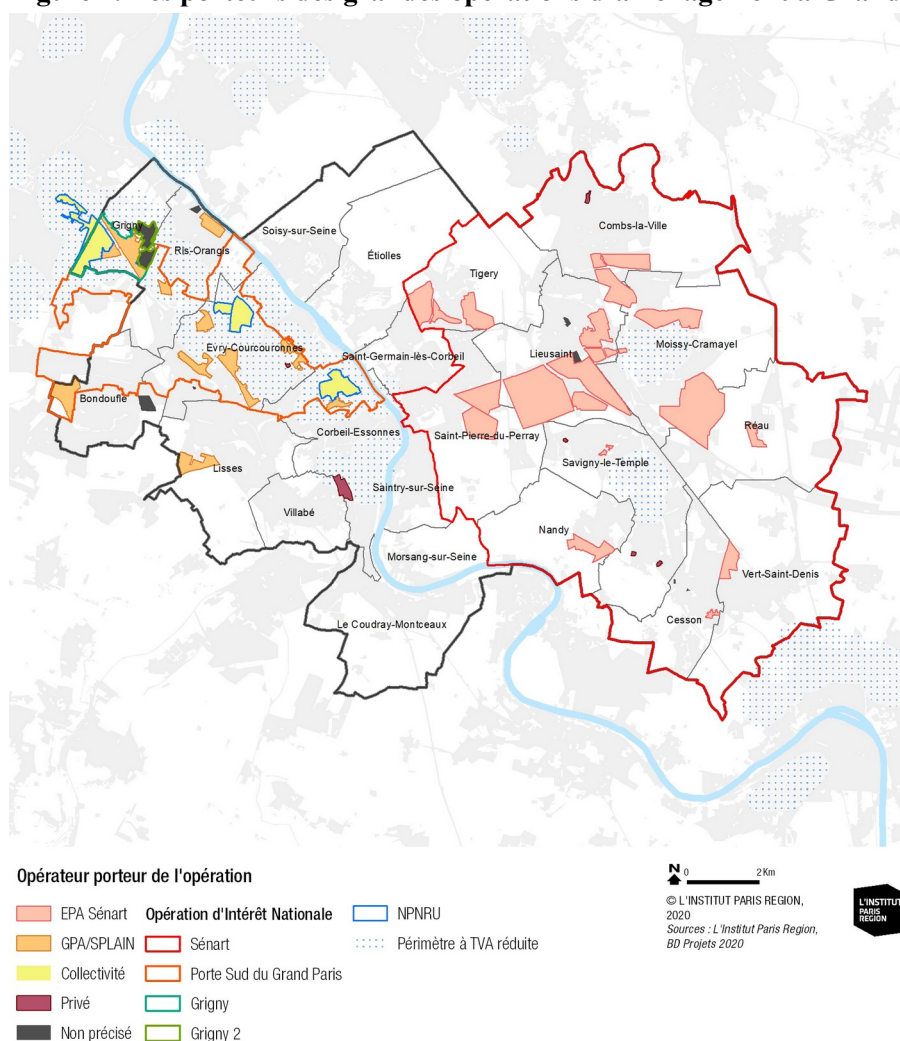 Grigny
Ris-Orangis
Soisy-sur-Seine
Étiolles
Tigery
Combs-la-Ville
Evry-Courcouronnes
Saint-Germain-lès-Corbeil
Lieusaint
Moissy-Cramayel
Bondoufle
Corbeil-Essonnes
Saint-Pierre-du-Perray
Réau
Lisses
Savigny-le-Temple
Saintry-sur-Seine
Villabé
Nandy
Morsang-sur-Seine
Vert-Saint-Denis
Le Coudray-Montceaux
Cesson
Opérateur porteur de l'opération
EPA Sénart
GPA/SPLAIN
Collectivité
Privé
Non précisé
Opération d'Intérêt Nationale
Sénart
Porte Sud du Grand Paris
Grigny
Grigny 2
NPNRU
Périmètre à TVA réduite
N
0 2 Km
© L'INSTITUT PARIS REGION,
2020
Sources : L'Institut Paris Region,
BD Projets 2020
L'INSTITUT
PARIS
REGION